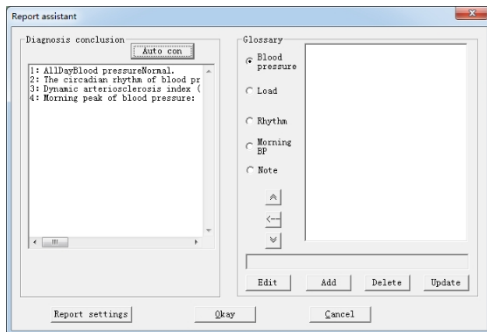 Report assistant
Diagnosis conclusion
Auto con
1: AllDayBlood pressureNormal.
2: The circadian rhythm of blood pr
3: Dynamic arteriosclerosis index (
4: Morning peak of blood pressure:
Glossary
Blood
pressure
Load
Rhythm
Morning
BP
Note
Edit
Add
Delete
Update
Report settings
Okay
Cancel